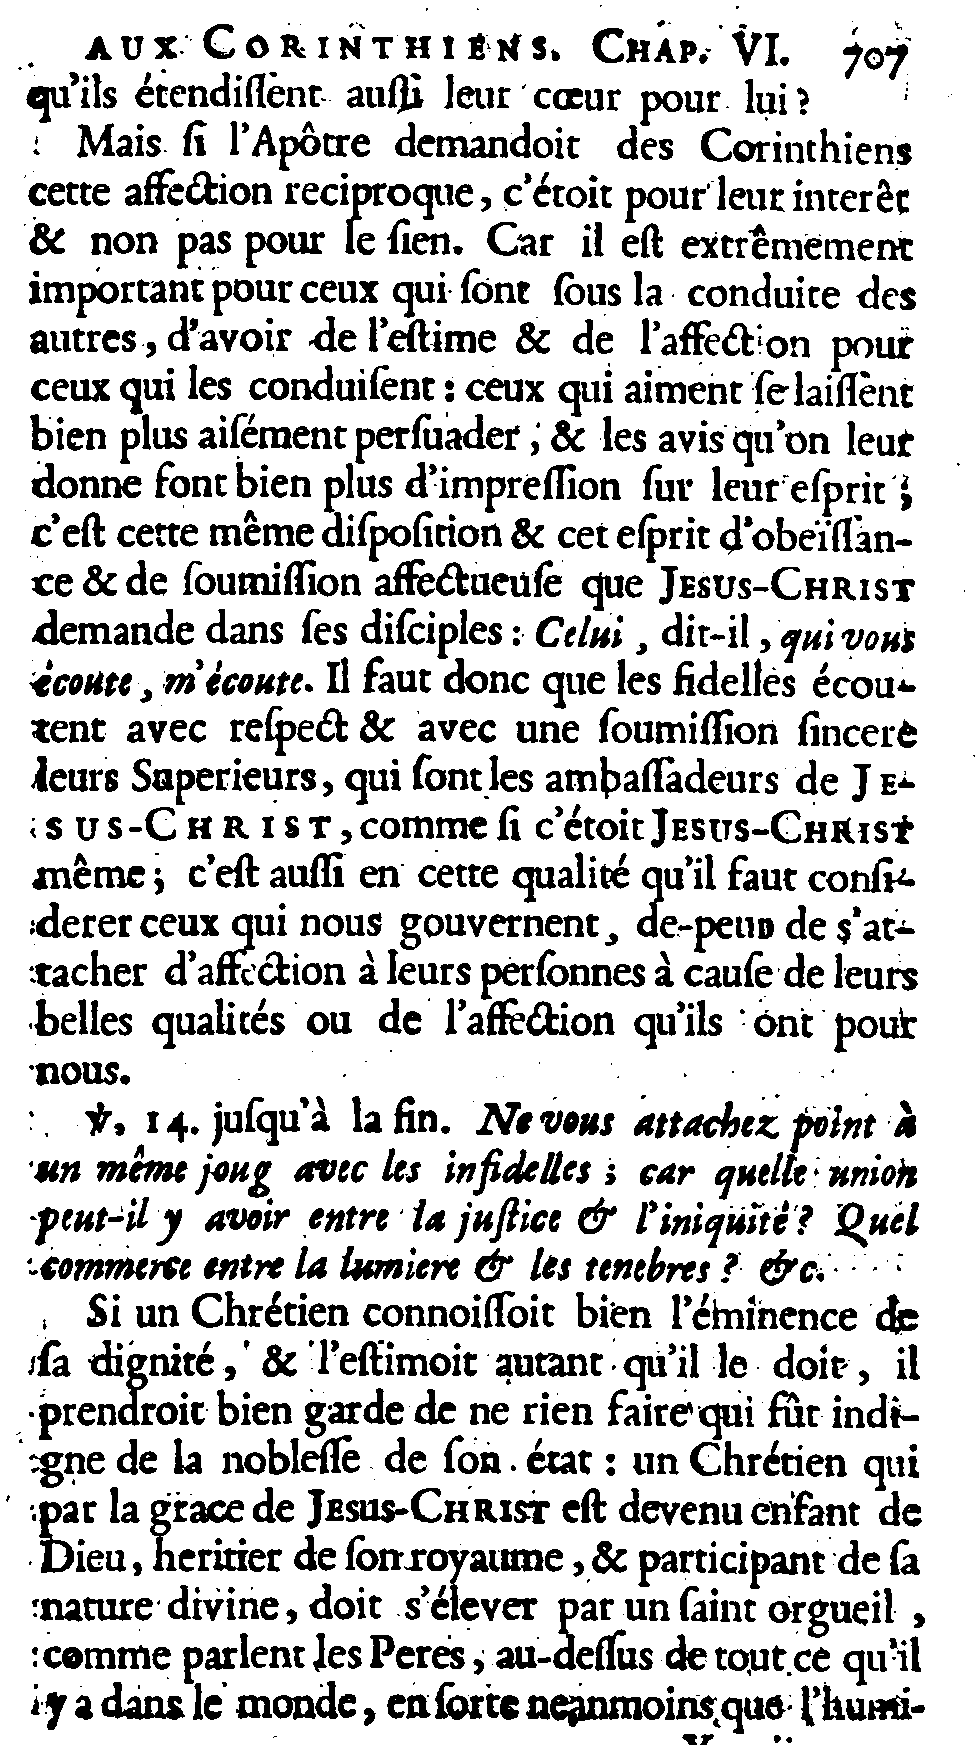 AUX CORINTHIENS. CHAP. VI. 707
qu'ils étendiſſent auſſi leur cœur pour lui?
Mais ſi l'Apôtre demandoit des Corinthiens
cette affection reciproque, c'étoit pour leur interêt
& non pas pour le ſien. Car il eſt extrêmement
important pour ceux qui ſont ſous la conduite des
autres, d'avoir de l'eſtime & de l'affection pour
ceux qui les conduiſent : ceux qui aiment ſe laiſſent
bien plus aiſément perſuader, & les avis qu'on leur
donne font bien plus d'impreſſion ſur leur eſprit ;
c'eſt cette même diſpoſition & cet eſprit d'obeïſſan-
ce & de ſoumiſſion affectueuſe que JESUS-CHRIST
demande dans ſes diſciples : Celui, dit-il, qui vous
écoute, m'écoute. Il faut donc que les fidelles écou-
tent avec reſpect & avec une ſoumiſſion ſincere
leurs Superieurs, qui ſont les ambaſſadeurs de JE-
SUS-CHRIST, comme ſi c'étoit JESUS-CHRIST
même ; c'eſt auſſi en cette qualité qu'il faut conſi-
derer ceux qui nous gouvernent, de-peur de s'at-
tacher d'affection à leurs perſonnes à cauſe de leurs
belles qualités ou de l'affection qu'ils ont pour
nous.
℣. 14. juſqu'à la fin. Ne vous attachez point à
un même joug avec les infidelles ; car quelle union
peut-il y avoir entre la juſtice & l'iniquité ? Quel
commerce entre la lumiere & les tenebres ? &c.
Si un Chrétien connoiſſoit bien l'éminence de
ſa dignité, & l'eſtimoit autant qu'il le doit, il
prendroit bien garde de ne rien faire qui fût indi-
gne de la nobleſſe de ſon état : un Chrétien qui
par la grace de JESUS-CHRIST eſt devenu enfant de
Dieu, heritier de ſon royaume, & participant de ſa
nature divine, doit s'élever par un ſaint orgueil,
comme parlent les Peres, au-deſſus de tout ce qu'il
y a dans le monde, en ſorte neanmoins que l'humi-